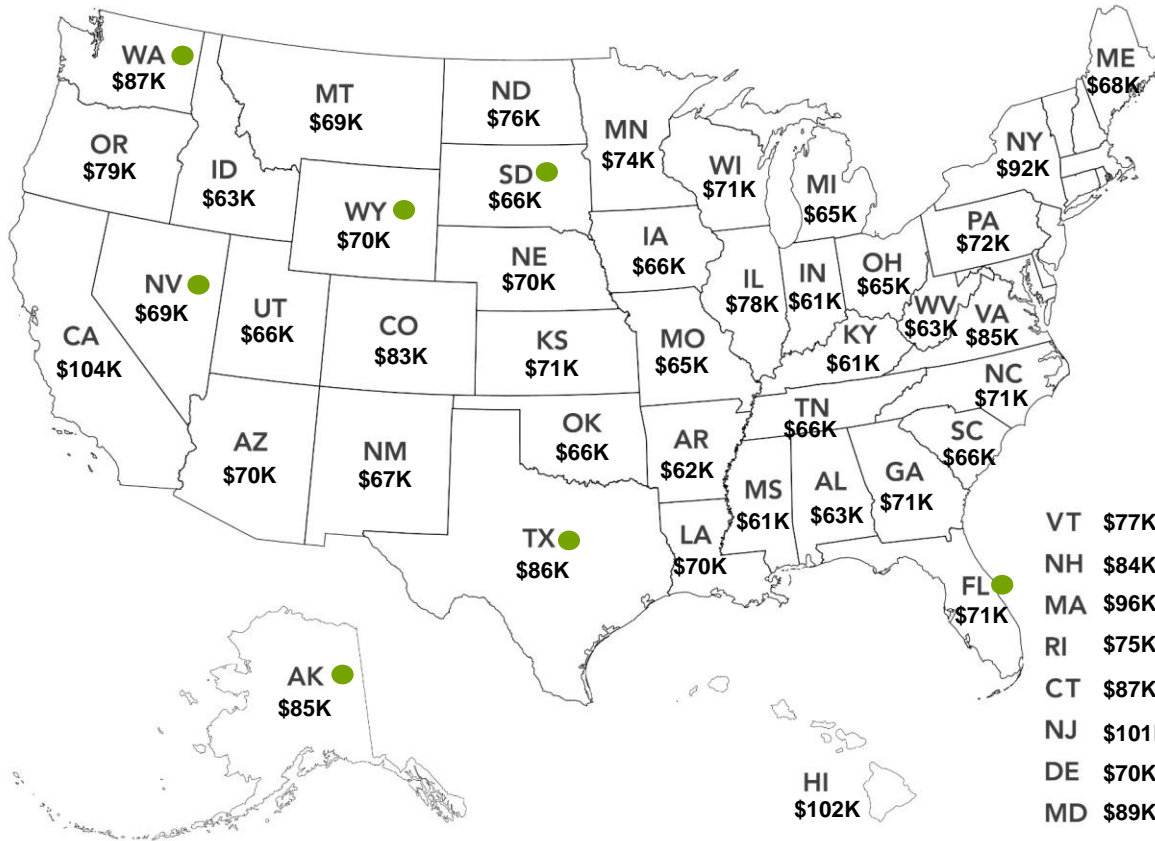 WA
$87K
MT
$69K
ND
$76K
MN
$74K
ME
$68K
OR
$79K
ID
$63K
WY
$70K
SD
$66K
WI
$71K
MI
$65K
NY
$92K
NV
$69K
UT
$66K
CO
$83K
NE
$70K
IA
$66K
IL
$78K
IN
$61K
OH
$65K
PA
$72K
CA
$104K
KS
$71K
MO
$65K
KY
$61K
WV
$63K
VA
$85K
AZ
$70K
NM
$67K
OK
$66K
AR
$62K
TN
$66K
NC
$71K
SC
$66K
MS
$61K
AL
$63K
GA
$71K
TX
$86K
LA
$70K
FL
$71K
AK
$85K
HI
$102K
VT $77K
NH $84K
MA $96K
RI $75K
CT $87K
NJ $101
DE $70K
MD $89K